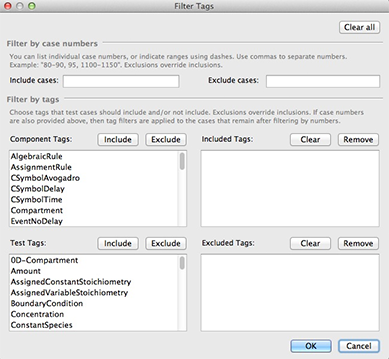 Filter Tags
Clear all
Filter by case numbers
You can list individual case numbers, or indicate ranges using dashes. Use commas to separate numbers.
Example: "80-90, 95, 1100-1150". Exclusions override inclusions.
Include cases:
Exclude cases:
Filter by tags
Choose tags that test cases should include and/or not include. Exclusions override inclusions. If case numbers
are also provided above, then tag filters are applied to the cases that remain after filtering by numbers.
Component Tags:
Include
Exclude
Included Tags:
Clear
Remove
AlgebraicRule
AssignmentRule
CSymbolAvogadro
CSymbolDelay
CSymbolTime
Compartment
EventNoDelay
Test Tags:
Include
Exclude
Excluded Tags:
Clear
Remove
0D-Compartment
Amount
AssignedConstantStoichiometry
AssignedVariableStoichiometry
BoundaryCondition
Concentration
ConstantSpecies
OK
Cancel